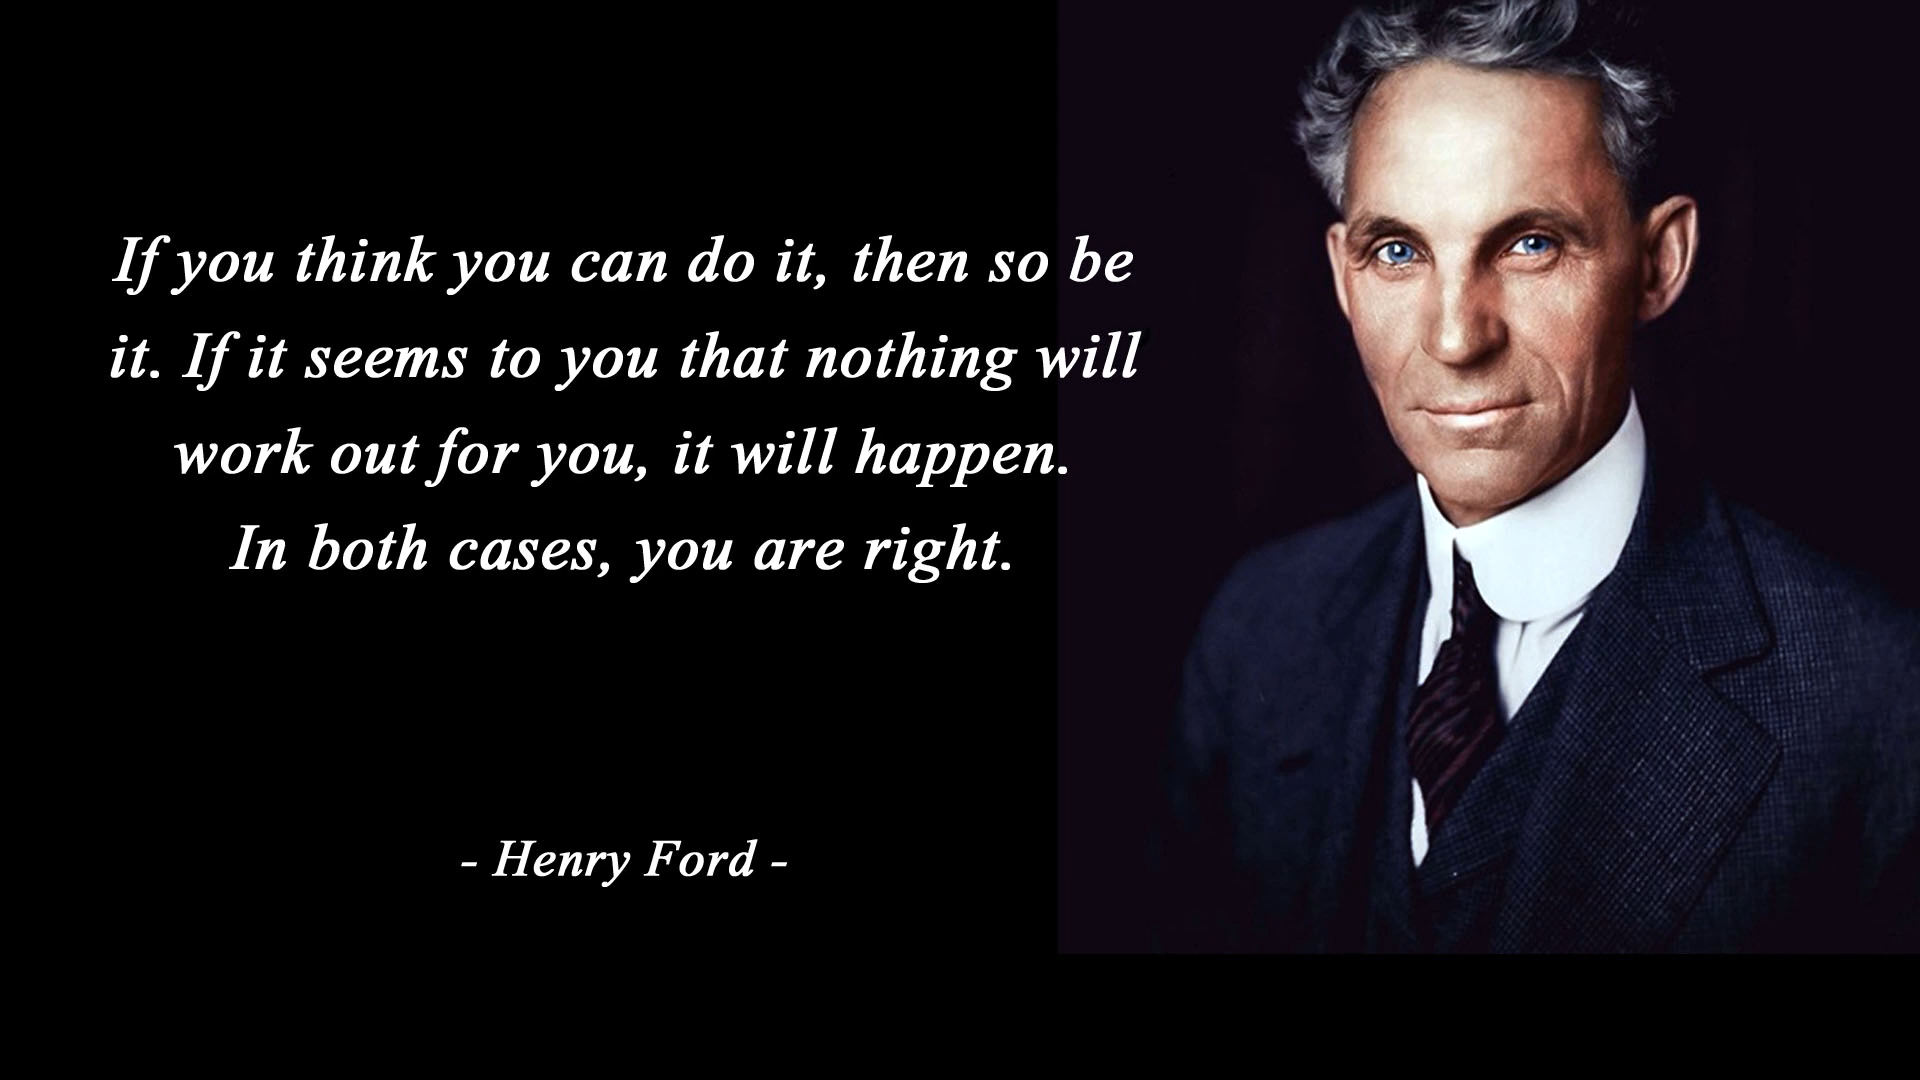 If you think you can do it, then so be
it. If it seems to you that nothing will
work out for you, it will happen.
In both cases, you are right.
- Henry Ford -